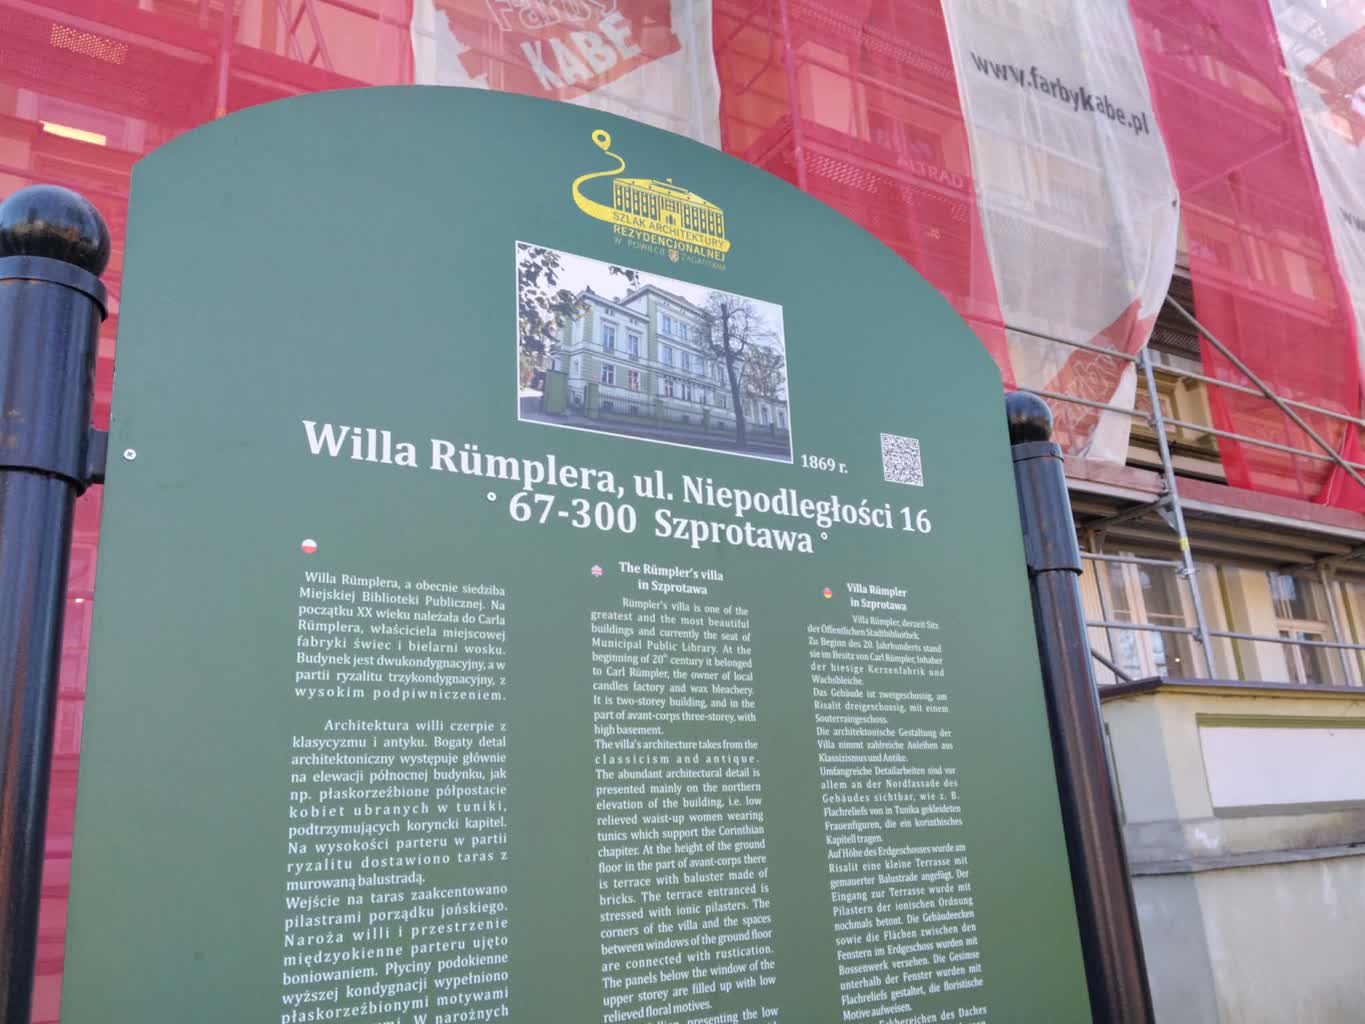 Farby
KABE
www.farbykabe.pl
SZLAK ARCHITEKTURY
REZYDENCJONALNEJ
W POWIECIE ŻAGAŃSKIM
1869 r.
Willa Rümplera, ul. Niepodległości 16
° 67-300 Szprotawa °
Willa Rümplera, a obecnie siedziba
Miejskiej Biblioteki Publicznej. Na
początku XX wieku należała do Carla
Rümplera, właściciela miejscowej
fabryki świec i bielarni wosku.
Budynek jest dwukondygnacyjny, a w
partii ryzalitu trzykondygnacyjny, z
wysokim podpiwniczeniem.
Architektura willi czerpie z
klasycyzmu i antyku. Bogaty detal
architektoniczny występuje głównie
na elewacji północnej budynku, jak
np. płaskorzeźbione półpostacie
kobiet ubranych w tuniki,
podtrzymujących koryncki kapitel.
Na wysokości parteru w partii
ryzalitu dostawiono taras z
murowaną balustradą.
Wejście na taras zaakcentowano
pilastrami porządku jońskiego.
Naroża willi i przestrzenie
międzyokienne parteru ujęto
boniowaniem. Płyciny podokienne
wyższej kondygnacji wypełniono
płaskorzeźbionymi motywami
W narożnych
The Rümpler's villa
in Szprotawa
Rümpler's villa is one of the
greatest and the most beautiful
buildings and currently the seat of
Municipal Public Library. At the
beginning of 20th century it belonged
to Carl Rümpler, the owner of local
candles factory and wax bleachery.
It is two-storey building, and in the
part of avant-corps three-storey, with
high basement.
The villa's architecture takes from the
classicism and antique.
The abundant architectural detail is
presented mainly on the northern
elevation of the building, i.e. low
relieved waist-up women wearing
tunics which support the Corinthian
chapiter. At the height of the ground
floor in the part of avant-corps there
is terrace with baluster made of
bricks. The terrace entranced is
stressed with ionic pilasters. The
corners of the villa and the spaces
between windows of the ground floor
are connected with rustication.
The panels below the window of the
upper storey are filled up with low
relieved floral motives.
presenting the low
Villa Rümpler
in Szprotawa
Villa Rümpler, derzeit Sitz
der Öffentlichen Stadtbibliothek.
Zu Beginn des 20. Jahrhunderts stand
sie im Besitz von Carl Rümpler, Inhaber
der hiesige Kerzenfabrik und
Wachsbleiche.
Das Gebäude ist zweigeschossig, am
Risalit dreigeschossig, mit einem
Souterraingeschoss.
Die architektonische Gestaltung der
Villa nimmt zahlreiche Anleihen aus
Klassizismus und Antike.
Umfangreiche Detailarbeiten sind vor
allem an der Nordfassade des
Gebäudes sichtbar, wie z. B.
Flachreliefs von in Tunika gekleideten
Frauenfiguren, die ein korinthisches
Kapitell tragen.
Auf Höhe des Erdgeschosses wurde am
Risalit eine kleine Terrasse mit
gemauerter Balustrade angefügt. Der
Eingang zur Terrasse wurde mit
Pilastern der ionischen Ordnung
nochmals betont. Die Gebäudeecken
sowie die Flächen zwischen den
Fenstern im Erdgeschoss wurden mit
Bossenwerk versehen. Die Gesimse
unterhalb der Fenster wurden mit
Flachreliefs gestaltet, die floristische
Motive aufweisen.
Eckbereichen des Daches